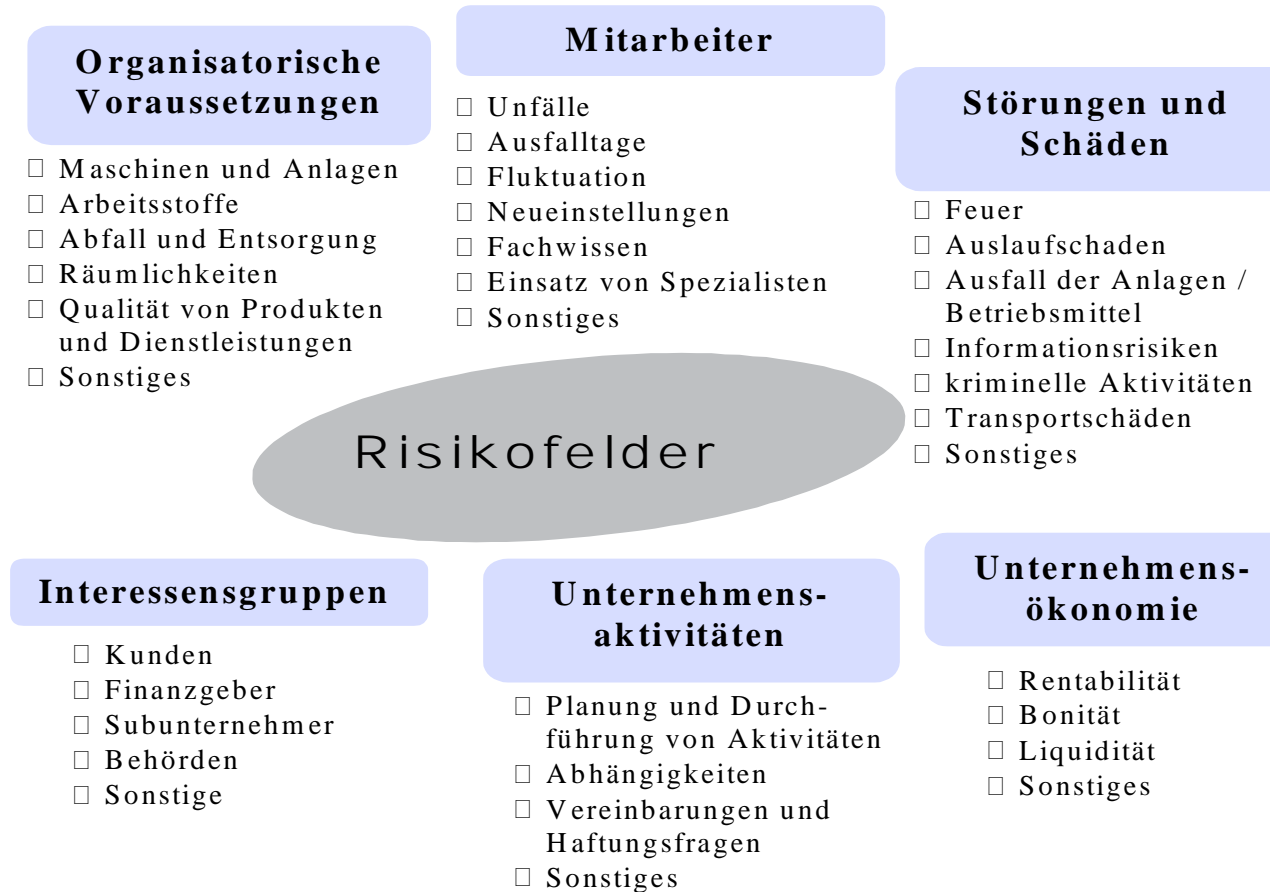 Organisatorische
Voraussetzungen
□ Maschinen und Anlagen
□ Arbeitsstoffe
□ Abfall und Entsorgung
□ Räumlichkeiten
□ Qualität von Produkten
und Dienstleistungen
□ Sonstiges
Mitarbeiter
□ Unfälle
□ Ausfalltage
□ Fluktuation
□ Neueinstellungen
□ Fachwissen
□ Einsatz von Spezialisten
□ Sonstiges
Störungen und
Schäden
□ Feuer
□ Auslaufschaden
□ Ausfall der Anlagen /
Betriebsmittel
□ Informationsrisiken
□ kriminelle Aktivitäten
□ Transportschäden
□ Sonstiges
Risikofelder
Interessensgruppen
□ Kunden
□ Finanzgeber
□ Subunternehmer
□ Behörden
□ Sonstige
Unternehmens-
aktivitäten
□ Planung und Durch-
führung von Aktivitäten
□ Abhängigkeiten
□ Vereinbarungen und
Haftungsfragen
□ Sonstiges
Unternehmens-
ökonomie
□ Rentabilität
□ Bonität
□ Liquidität
□ Sonstiges